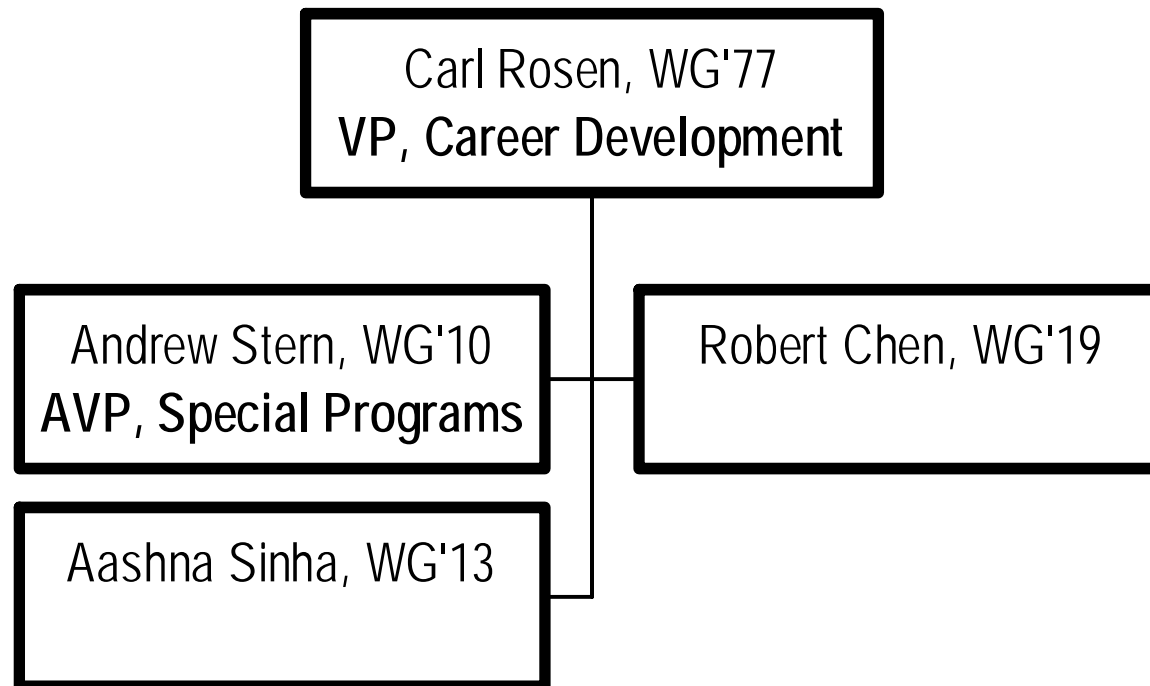 Carl Rosen, WG'77
VP, Career Development
Andrew Stern, WG'10
AVP, Special Programs
Robert Chen, WG'19
Aashna Sinha, WG'13